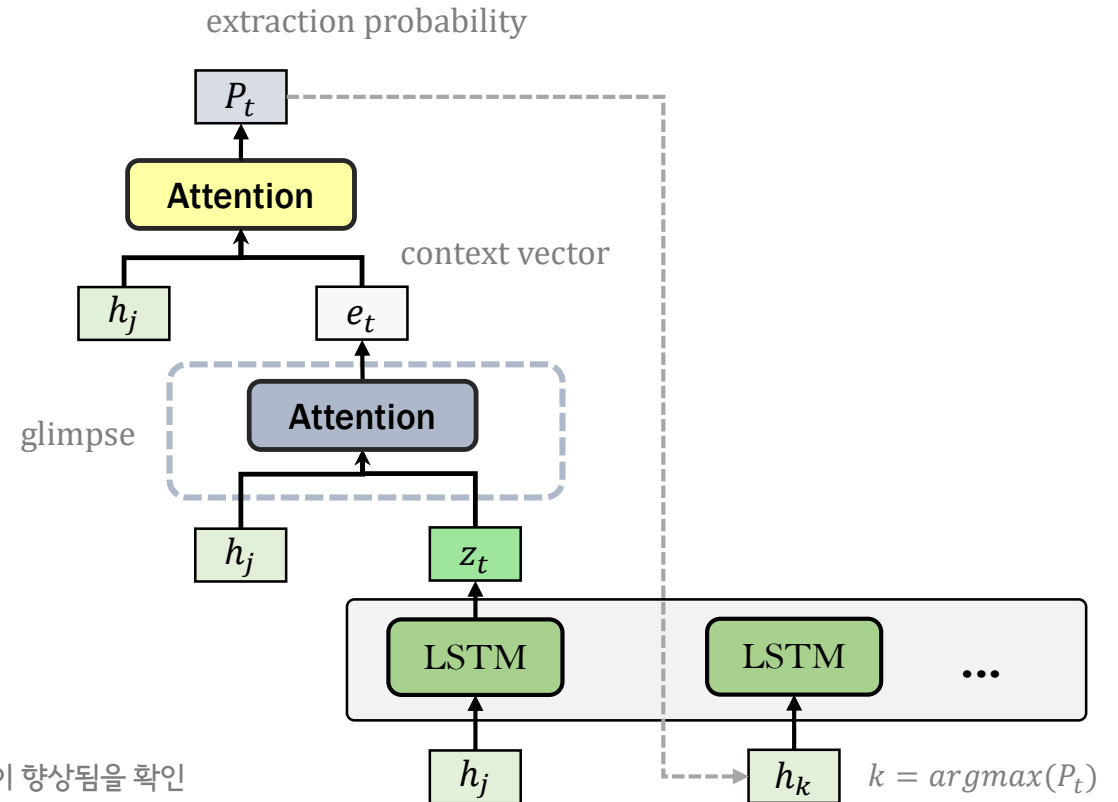 extraction probability
P_t
Attention
context vector
h_j
e_t
glimpse
Attention
h_j
z_t
LSTM
LSTM
...
이 향상됨을 확인
h_j
h_k
k = argmax(P_t)